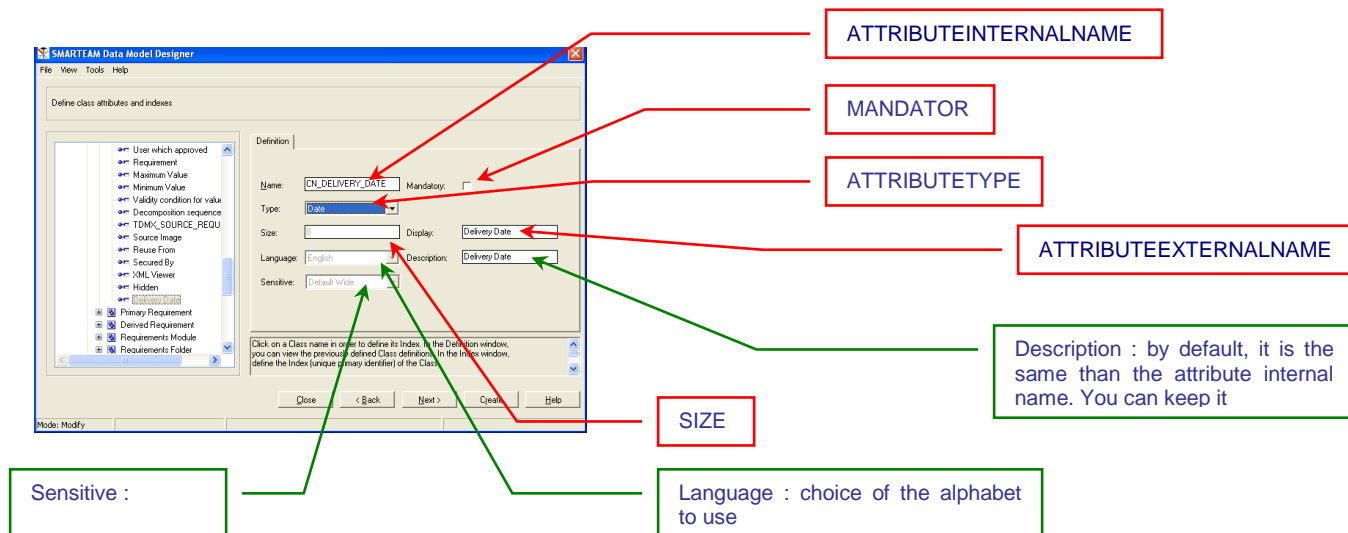 ATTRIBUTEINTERNALNAME
SMARTEAM Data Model Designer
File View Tools Help
MANDATOR
Define class attributes and indexes
Definition
User which approved
Requirement
Maximum Value
Minimum Value
Validity condition for value
Decomposition sequence
TDMX_SOURCE_REQU
Source Image
Reuse From
Secured By
XML Viewer
Hidden
Delivery Date
Primary Requirement
Derived Requirement
Requirements Module
Requirements Folder
Name: CN_DELIVERY_DATE Mandatory:
Type: Date
Size: 8 Display: Delivery Date
Language: English Description: Delivery Date
Sensitive: Default Wide
ATTRIBUTETYPE
ATTRIBUTEEXTERNALNAME
Click on a Class name in order to define its Index. In the Definition window,
you can view the previously defined Class definitions. In the Index window,
define the Index (unique primary identifier) of the Class.
Close < Back Next > Create Help
Mode: Modify
Description : by default, it is the
same than the attribute internal
name. You can keep it
SIZE
Sensitive :
Language : choice of the alphabet
to use